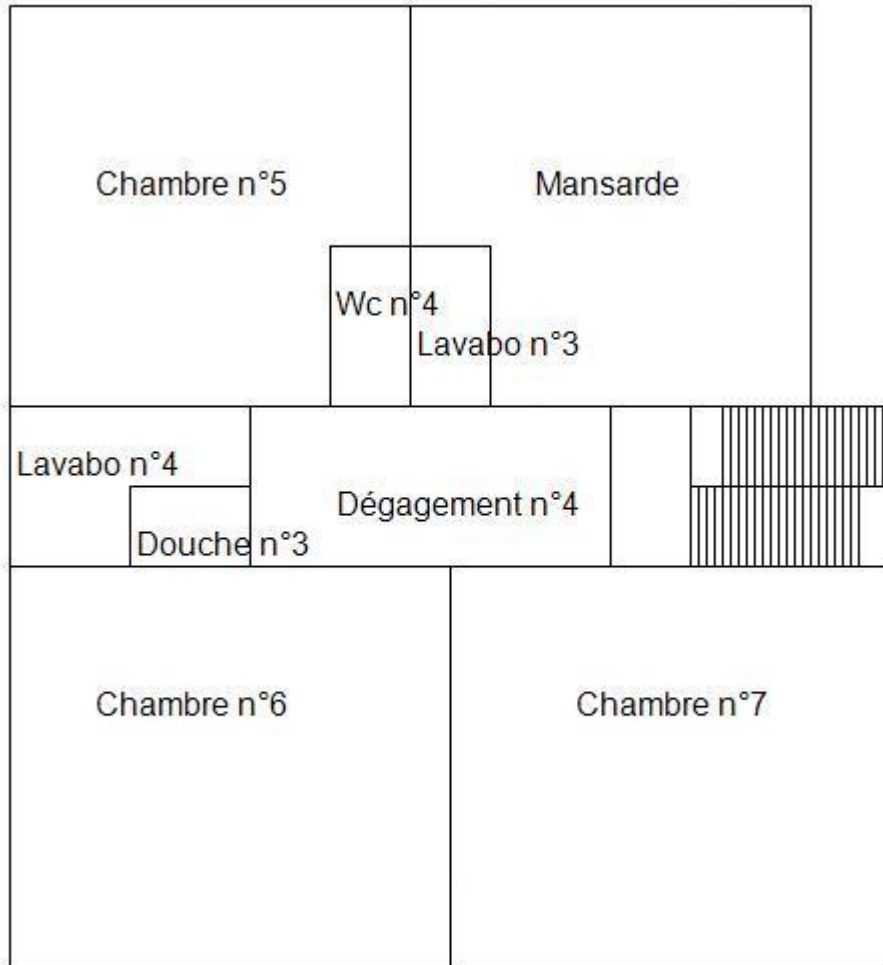 Chambre n°5
Mansarde
Wc n°4
Lavabo n°3
Lavabo n°4
Dégagement n°4
Douche n°3
Chambre n°6
Chambre n°7